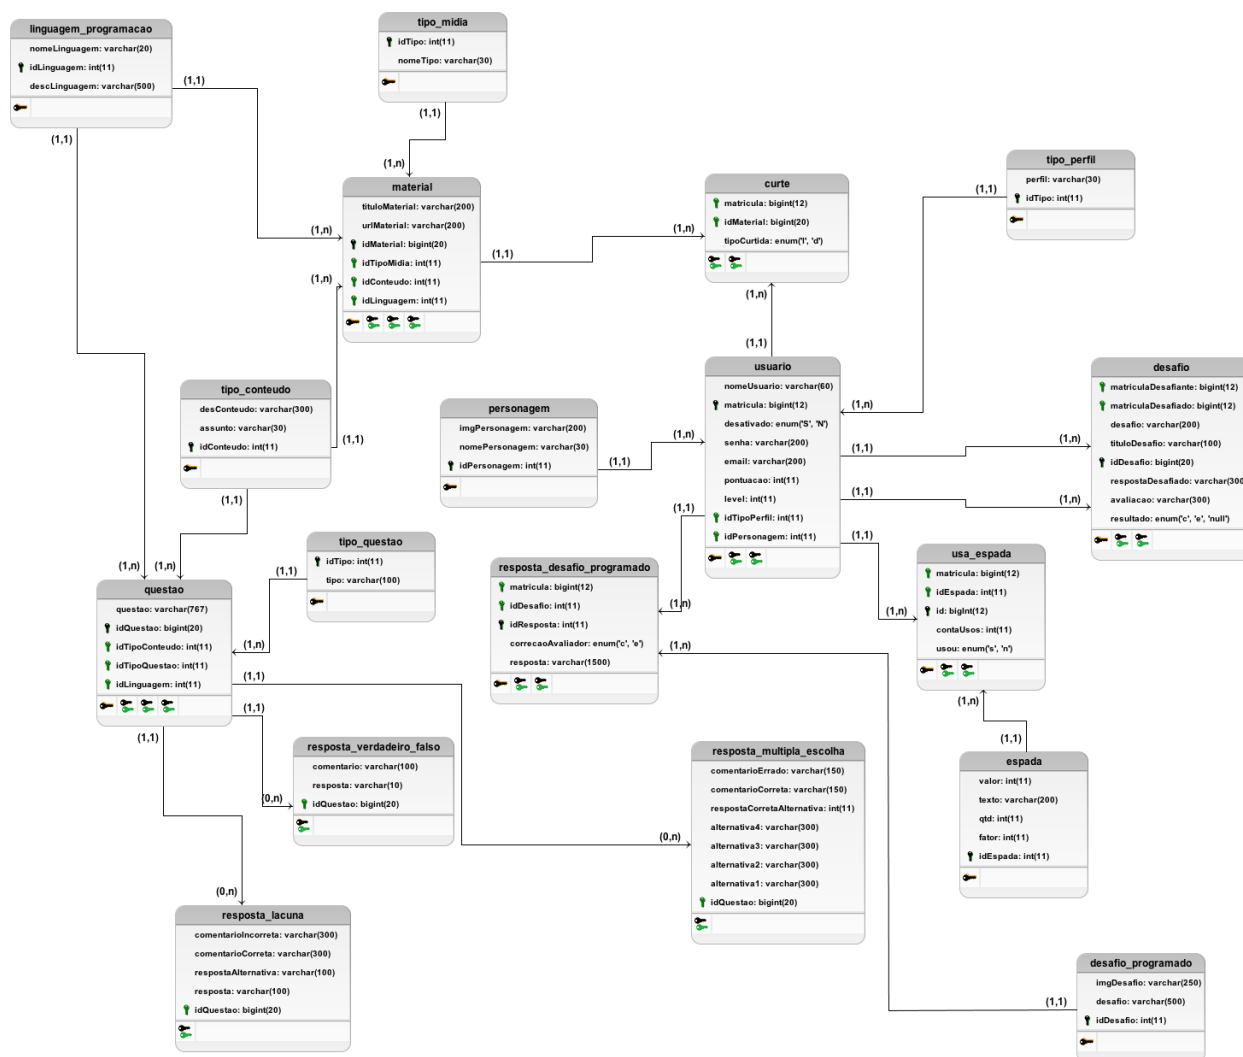 linguagem_programacao
nomeLinguagem: varchar(20)
idLinguagem: int(11)
descLinguagem: varchar(500)
(1,1)
(1,1)
tipo_midia
idTipo: int(11)
nomeTipo: varchar(30)
(1,1)
(1,n)
material
tituloMaterial: varchar(200)
urlMaterial: varchar(200)
idMaterial: bigint(20)
idTipoMidia: int(11)
idConteudo: int(11)
idLinguagem: int(11)
(1,n)
(1,n)
(1,1)
curte
matricula: bigint(12)
idMaterial: bigint(20)
tipoCurtida: enum('l', 'd')
(1,n)
(1,n)
(1,1)
tipo_perfil
perfil: varchar(30)
idTipo: int(11)
(1,1)
tipo_conteudo
desConteudo: varchar(300)
assunto: varchar(30)
idConteudo: int(11)
(1,1)
(1,1)
personagem
imgPersonagem: varchar(200)
nomePersonagem: varchar(30)
idPersonagem: int(11)
(1,1)
(1,n)
usuario
nomeUsuario: varchar(60)
matricula: bigint(12)
desativado: enum('S', 'N')
senha: varchar(200)
email: varchar(200)
pontuacao: int(11)
level: int(11)
idTipoPerfil: int(11)
idPersonagem: int(11)
(1,n)
(1,1)
(1,1)
(1,1)
(1,1)
desafio
matriculaDesafiante: bigint(12)
matriculaDesafiado: bigint(12)
desafio: varchar(200)
tituloDesafio: varchar(100)
idDesafio: bigint(20)
respostaDesafiado: varchar(300
avaliacao: varchar(300)
resultado: enum('c', 'e', 'null')
(1,n)
(1,n)
tipo_questao
idTipo: int(11)
tipo: varchar(100)
(1,1)
(1,n)
resposta_desafio_programado
matricula: bigint(12)
idDesafio: int(11)
idResposta: int(11)
correcaoAvaliador: enum('c', 'e')
resposta: varchar(1500)
(1,n)
(1,n)
usa_espada
matricula: bigint(12)
idEspada: int(11)
id: bigInt(12)
contaUsos: int(11)
usou: enum('s', 'n')
(1,n)
(1,n)
(1,1)
questao
questao: varchar(767)
idQuestao: bigint(20)
idTipoConteudo: int(11)
idTipoQuestao: int(11)
idLinguagem: int(11)
(1,n)
(1,n)
(1,1)
(1,1)
(1,1)
resposta_verdadeiro_falso
comentario: varchar(100)
resposta: varchar(10)
idQuestao: bigint(20)
(0,n)
resposta_multipla_escolha
comentarioErrado: varchar(150)
comentarioCorreta: varchar(150)
respostaCorretaAlternativa: int(11)
alternativa4: varchar(300)
alternativa3: varchar(300)
alternativa2: varchar(300)
alternativa1: varchar(300)
idQuestao: bigint(20)
(0,n)
espada
valor: int(11)
texto: varchar(200)
qtd: int(11)
fator: int(11)
idEspada: int(11)
resposta_lacuna
comentarioIncorreta: varchar(300)
comentarioCorreta: varchar(300)
respostaAlternativa: varchar(100)
resposta: varchar(100)
idQuestao: bigint(20)
(0,n)
desafio_programado
imgDesafio: varchar(250)
desafio: varchar(500)
idDesafio: int(11)
(1,1)